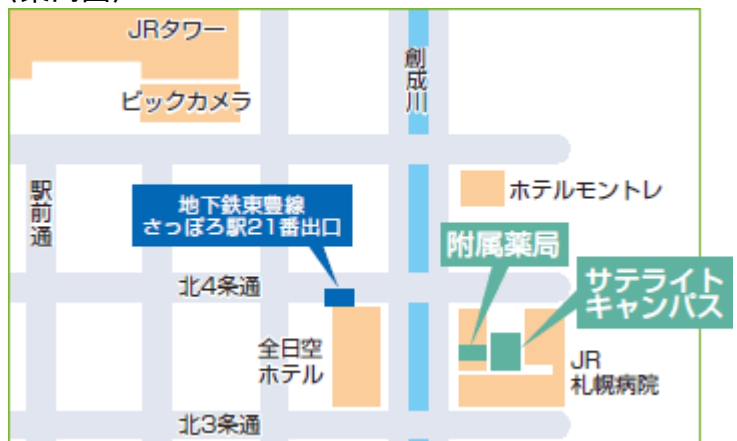 JRタワー
ビックカメラ
創成川
駅前通
ホテルモントレ
地下鉄東豊線
さっぽろ駅21番出口
附属薬局
サテライト
キャンパス
北4条通
全日空
ホテル
JR
札幌病院
北3条通